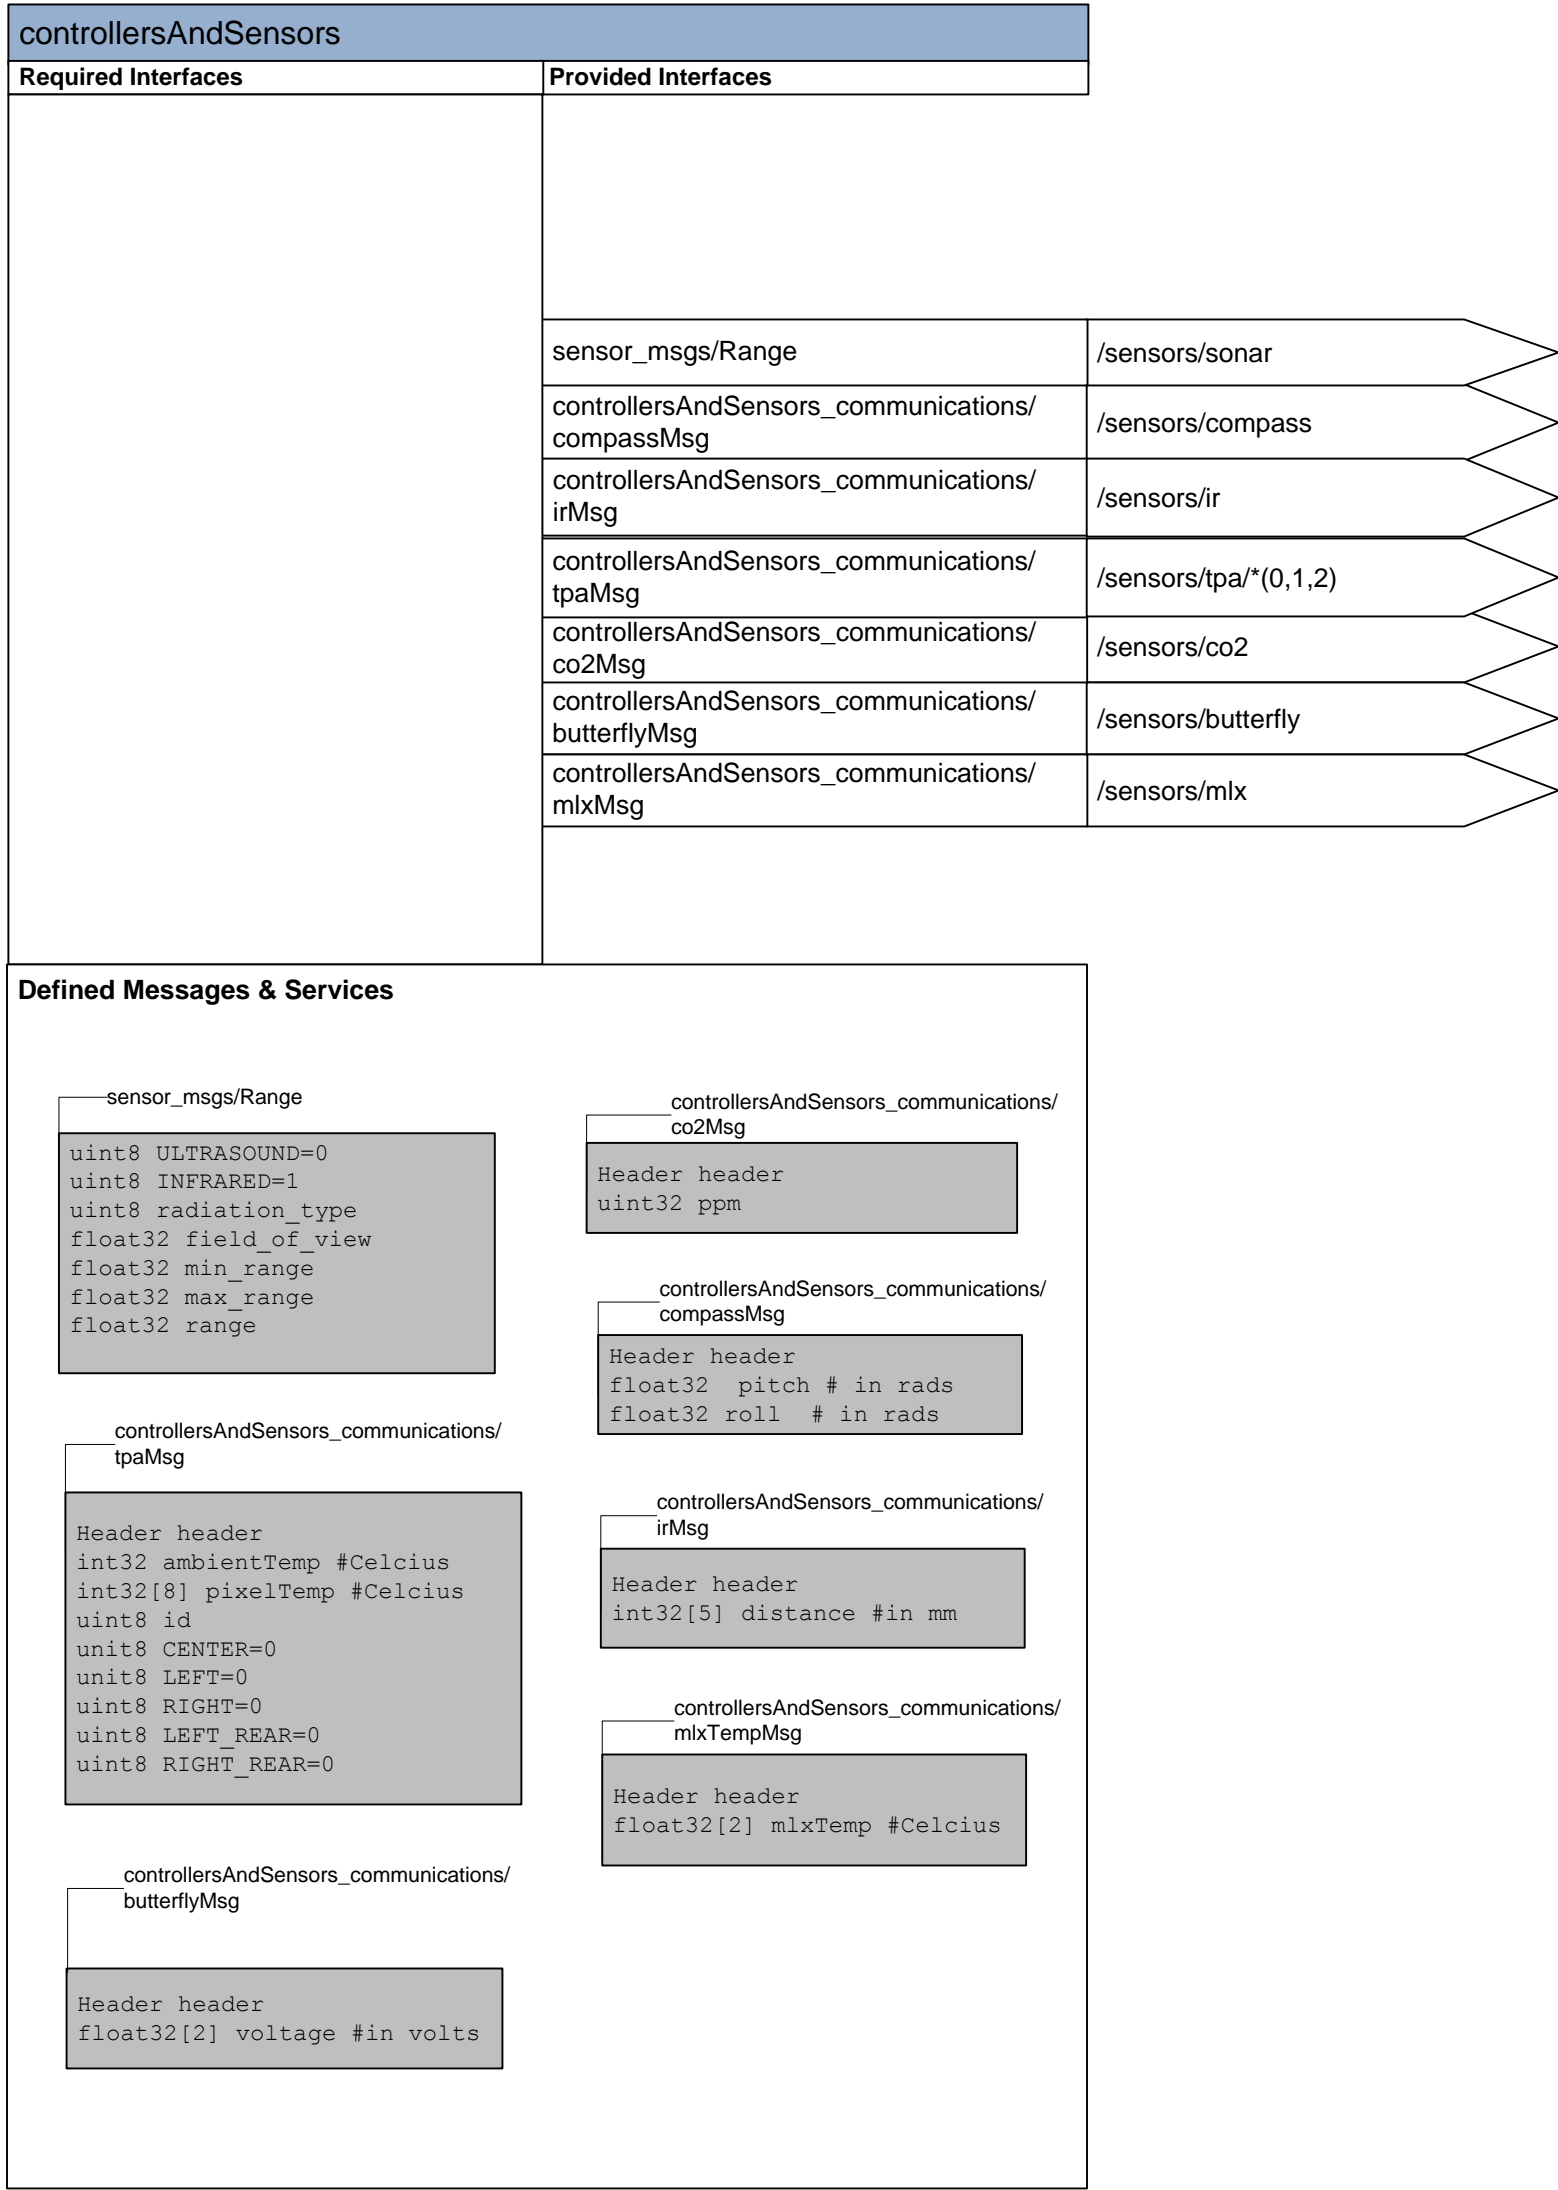 controllersAndSensors
Required Interfaces
Provided Interfaces
sensor_msgs/Range
/sensors/sonar
controllersAndSensors_communications/
compassMsg
/sensors/compass
controllersAndSensors_communications/
irMsg
/sensors/ir
controllersAndSensors_communications/
tpaMsg
/sensors/tpa/*(0,1,2)
controllersAndSensors_communications/
co2Msg
/sensors/co2
controllersAndSensors_communications/
butterflyMsg
/sensors/butterfly
controllersAndSensors_communications/
mlxMsg
/sensors/mlx
Defined Messages & Services
sensor_msgs/Range
uint8 ULTRASOUND=0
uint8 INFRARED=1
uint8 radiation_type
float32 field_of_view
float32 min_range
float32 max_range
float32 range
controllersAndSensors_communications/
tpaMsg
Header header
int32 ambientTemp #Celcius
int32[8] pixelTemp #Celcius
uint8 id
unit8 CENTER=0
unit8 LEFT=0
uint8 RIGHT=0
uint8 LEFT_REAR=0
uint8 RIGHT_REAR=0
controllersAndSensors_communications/
butterflyMsg
Header header
float32[2] voltage #in volts
controllersAndSensors_communications/
co2Msg
Header header
uint32 ppm
controllersAndSensors_communications/
compassMsg
Header header
float32  pitch # in rads
float32 roll  # in rads
controllersAndSensors_communications/
irMsg
Header header
int32[5] distance #in mm
controllersAndSensors_communications/
mlxTempMsg
Header header
float32[2] mlxTemp #Celcius